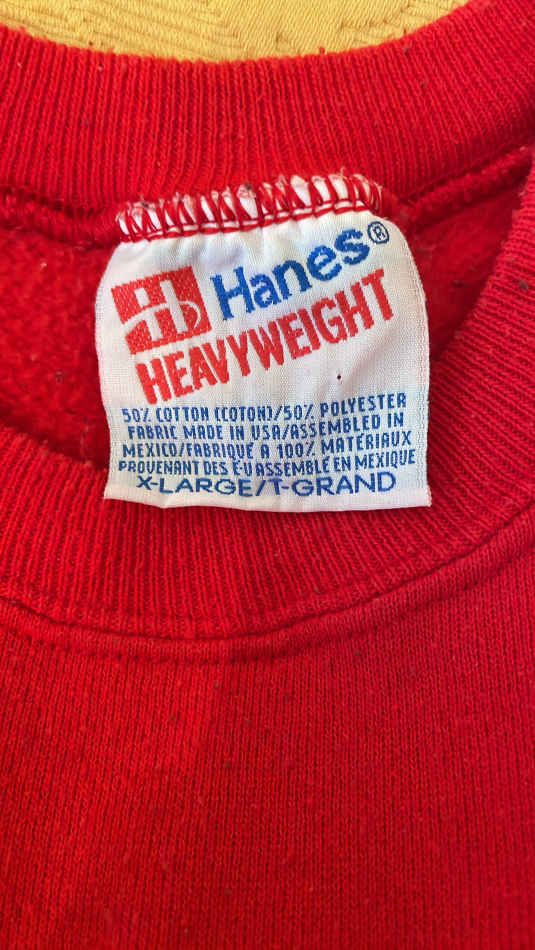 Hb Hanes®
HEAVYWEIGHT
50% COTTON (COTON)/50% POLYESTER
FABRIC MADE IN USA/ASSEMBLED IN
MEXICO/FABRIQUÉ A 100% MATÉRIAUX
PROVENANT DES É-U ASSEMBLÉ EN MEXIQUE
X-LARGE/T-GRAND